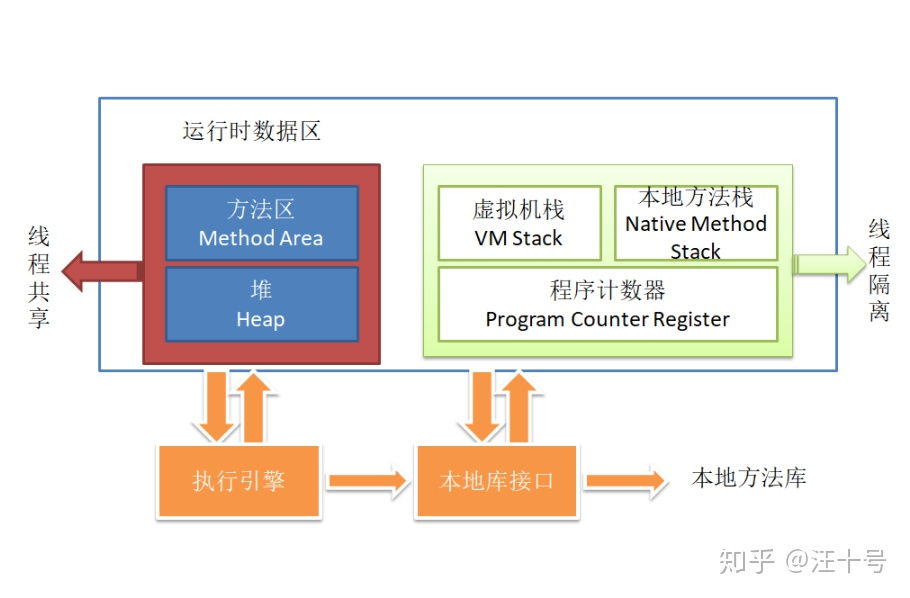 运行时数据区
方法区
Method Area
堆
Heap
虚拟机栈
VM Stack
本地方法栈
Native Method
Stack
程序计数器
Program Counter Register
线程共享
线程隔离
执行引擎
本地库接口
本地方法库
知乎 @汪十号